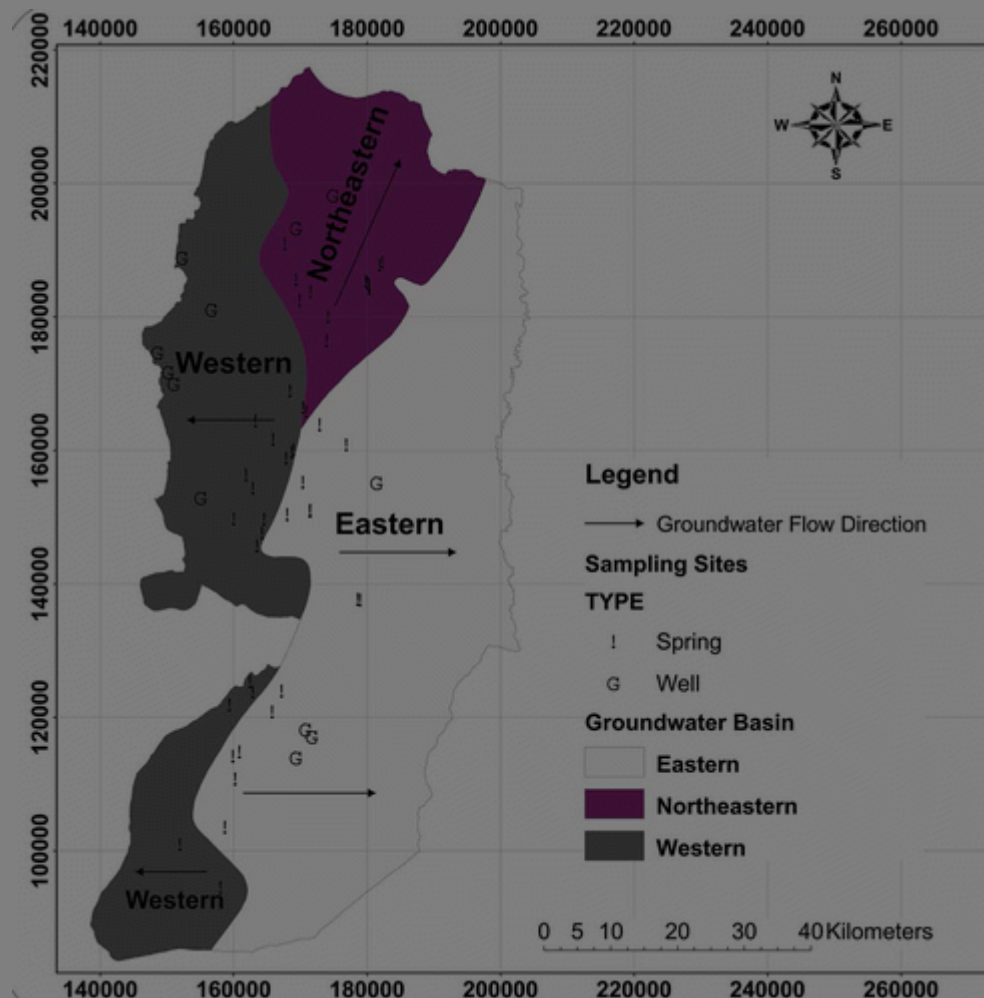 140000 160000 180000 200000 220000 240000 260000
220000
200000
180000
160000
140000
120000
100000
N
W E
S
Northeastern
Western
Eastern
Western
Legend
Groundwater Flow Direction
Sampling Sites
TYPE
! Spring
G Well
Groundwater Basin
Eastern
Northeastern
Western
0 5 10 20 30 40 Kilometers
140000 160000 180000 200000 220000 240000 260000